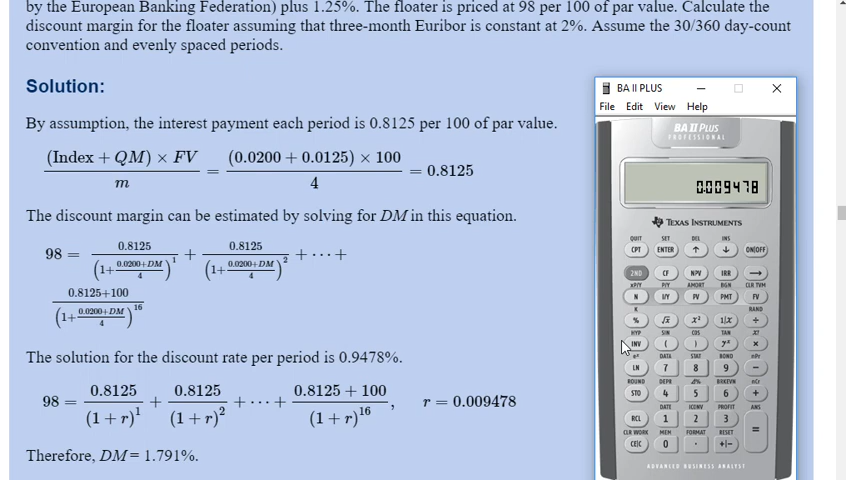 by the European Banking Federation) plus 1.25%. The floater is priced at 98 per 100 of par value. Calculate the
discount margin for the floater assuming that three-month Euribor is constant at 2%. Assume the 30/360 day-count
convention and evenly spaced periods.
Solution:
By assumption, the interest payment each period is 0.8125 per 100 of par value.
(Index + QM) × FV / m = (0.0200 + 0.0125) × 100 / 4 = 0.8125
The discount margin can be estimated by solving for DM in this equation.
98 = 0.8125 / (1+ 0.0200+DM / 4)^1 + 0.8125 / (1+ 0.0200+DM / 4)^2 + ··· +
0.8125+100 / (1+ 0.0200+DM / 4)^16
The solution for the discount rate per period is 0.9478%.
98 = 0.8125 / (1 + r)^1 + 0.8125 / (1 + r)^2 + ··· + 0.8125 + 100 / (1 + r)^16, r = 0.009478
Therefore, DM = 1.791%.
BA II PLUS
File Edit View Help
BA II PLUS
PROFESSIONAL
0.009478
TEXAS INSTRUMENTS
QUIT SET DEL INS
CPT ENTER ↑ ↓ ON|OFF
2ND CF NPV IRR →
xP/Y P/Y AMORT BGN CLR TVM
N I/Y PV PMT FV
K RAND
% √x x² 1/x ÷
HYP SIN COS TAN x!
INV ( ) yˣ ×
eˣ DATA STAT BOND nPr
LN 7 8 9 −
ROUND DEPR Δ% BRKEVN nCr
STO 4 5 6 +
DATE ICONV PROFIT ANS
RCL 1 2 3 =
CLR WORK MEM FORMAT RESET
CE|C 0 . +|−
ADVANCED BUSINESS ANALYST